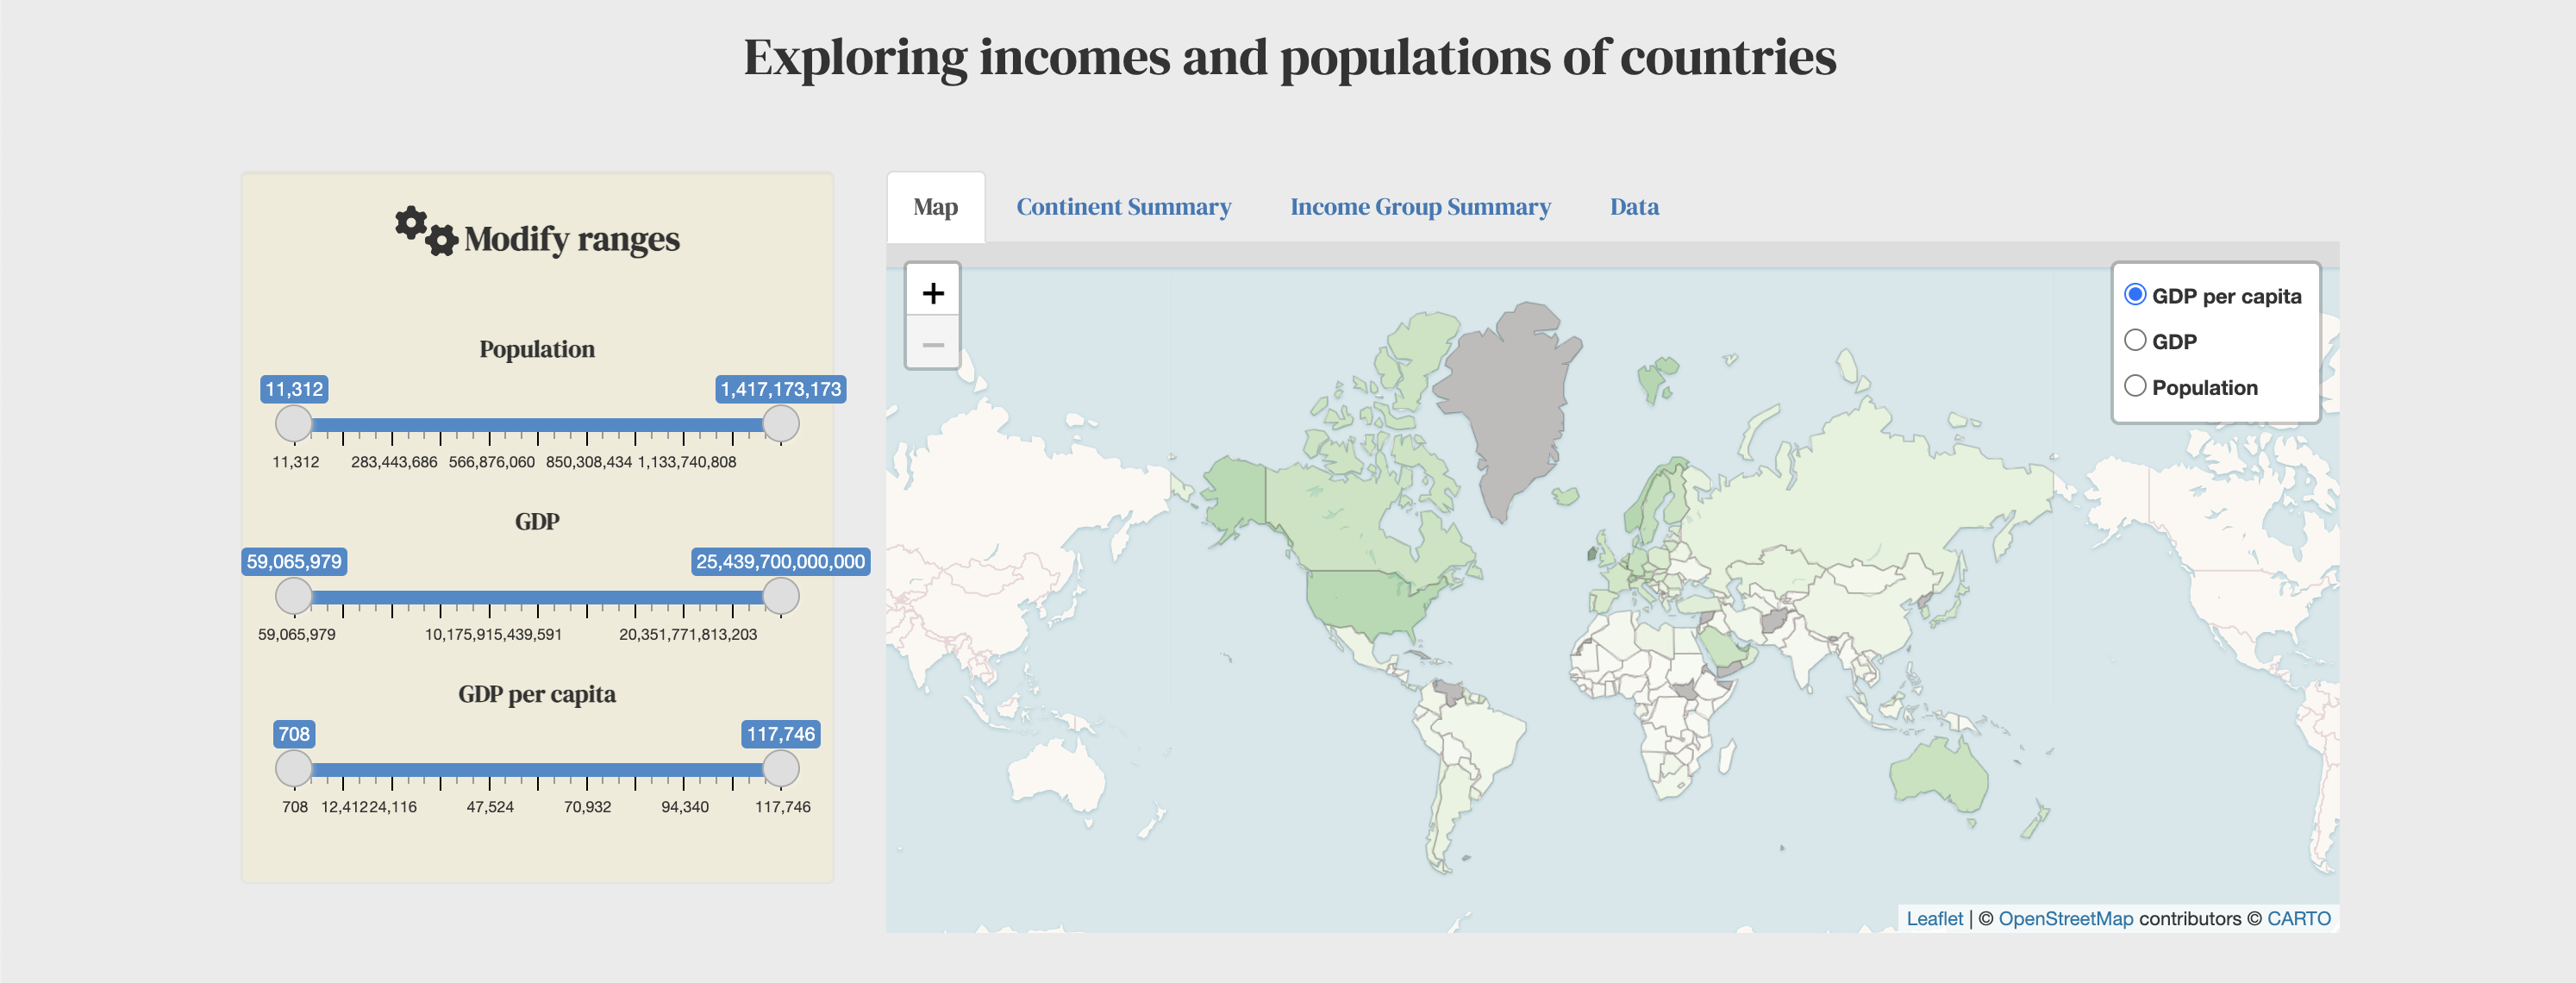 Exploring incomes and populations of countries
Modify ranges
Population
11,312 1,417,173,173
11,312 283,443,686 566,876,060 850,308,434 1,133,740,808
GDP
59,065,979 25,439,700,000,000
59,065,979 10,175,915,439,591 20,351,771,813,203
GDP per capita
708 117,746
708 12,412 24,116 47,524 70,932 94,340 117,746
Map Continent Summary Income Group Summary Data
+
−
GDP per capita
GDP
Population
Leaflet | © OpenStreetMap contributors © CARTO